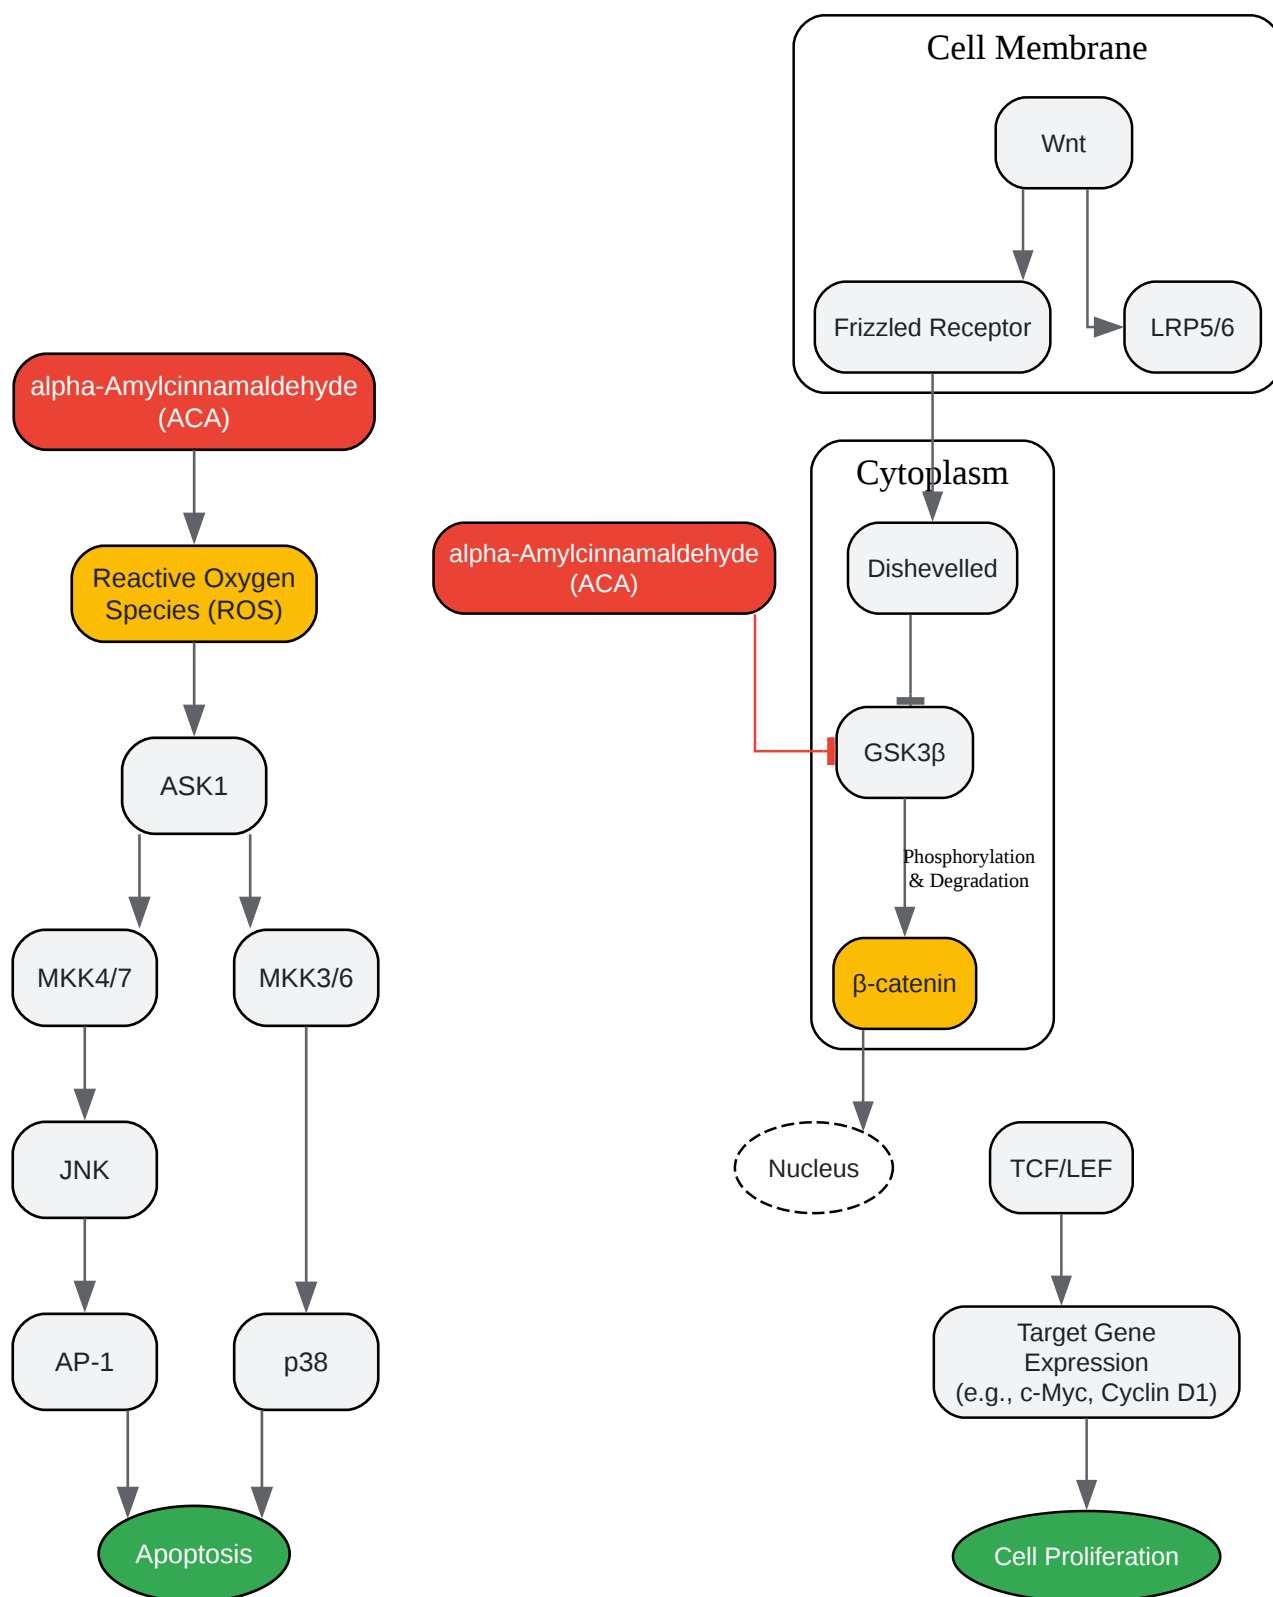 alpha-Amylcinnamaldehyde
(ACA)
Reactive Oxygen
Species (ROS)
ASK1
MKK4/7
MKK3/6
JNK
AP-1
p38
Apoptosis
Cell Membrane
Wnt
Frizzled Receptor
LRP5/6
Cytoplasm
alpha-Amylcinnamaldehyde
(ACA)
Dishevelled
GSK3β
Phosphorylation
& Degradation
β-catenin
Nucleus
TCF/LEF
Target Gene
Expression
(e.g., c-Myc, Cyclin D1)
Cell Proliferation